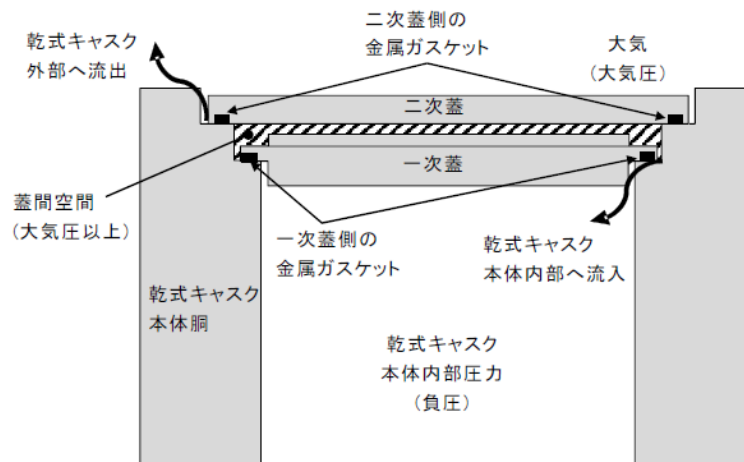 二次蓋側の
金属ガスケット
大気
(大気圧)
乾式キャスク
外部へ流出
二次蓋
一次蓋
蓋間空間
(大気圧以上)
一次蓋側の
金属ガスケット
乾式キャスク
本体内部へ流入
乾式キャスク
本体胴
乾式キャスク
本体内部圧力
(負圧)